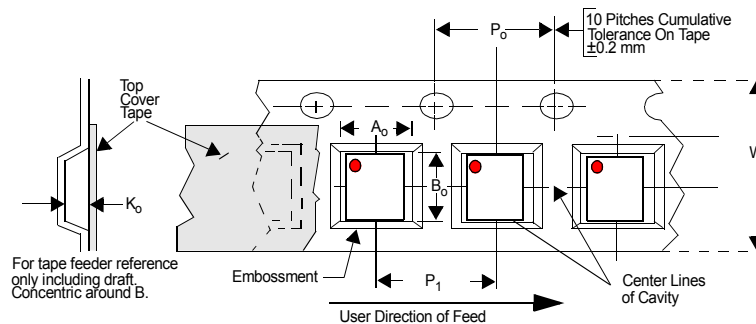 Po
10 Pitches Cumulative
Tolerance On Tape
±0.2 mm
Top
Cover
Tape
Ao
W
Bo
Ko
For tape feeder reference
only including draft.
Concentric around B.
Embossment
P1
Center Lines
of Cavity
User Direction of Feed